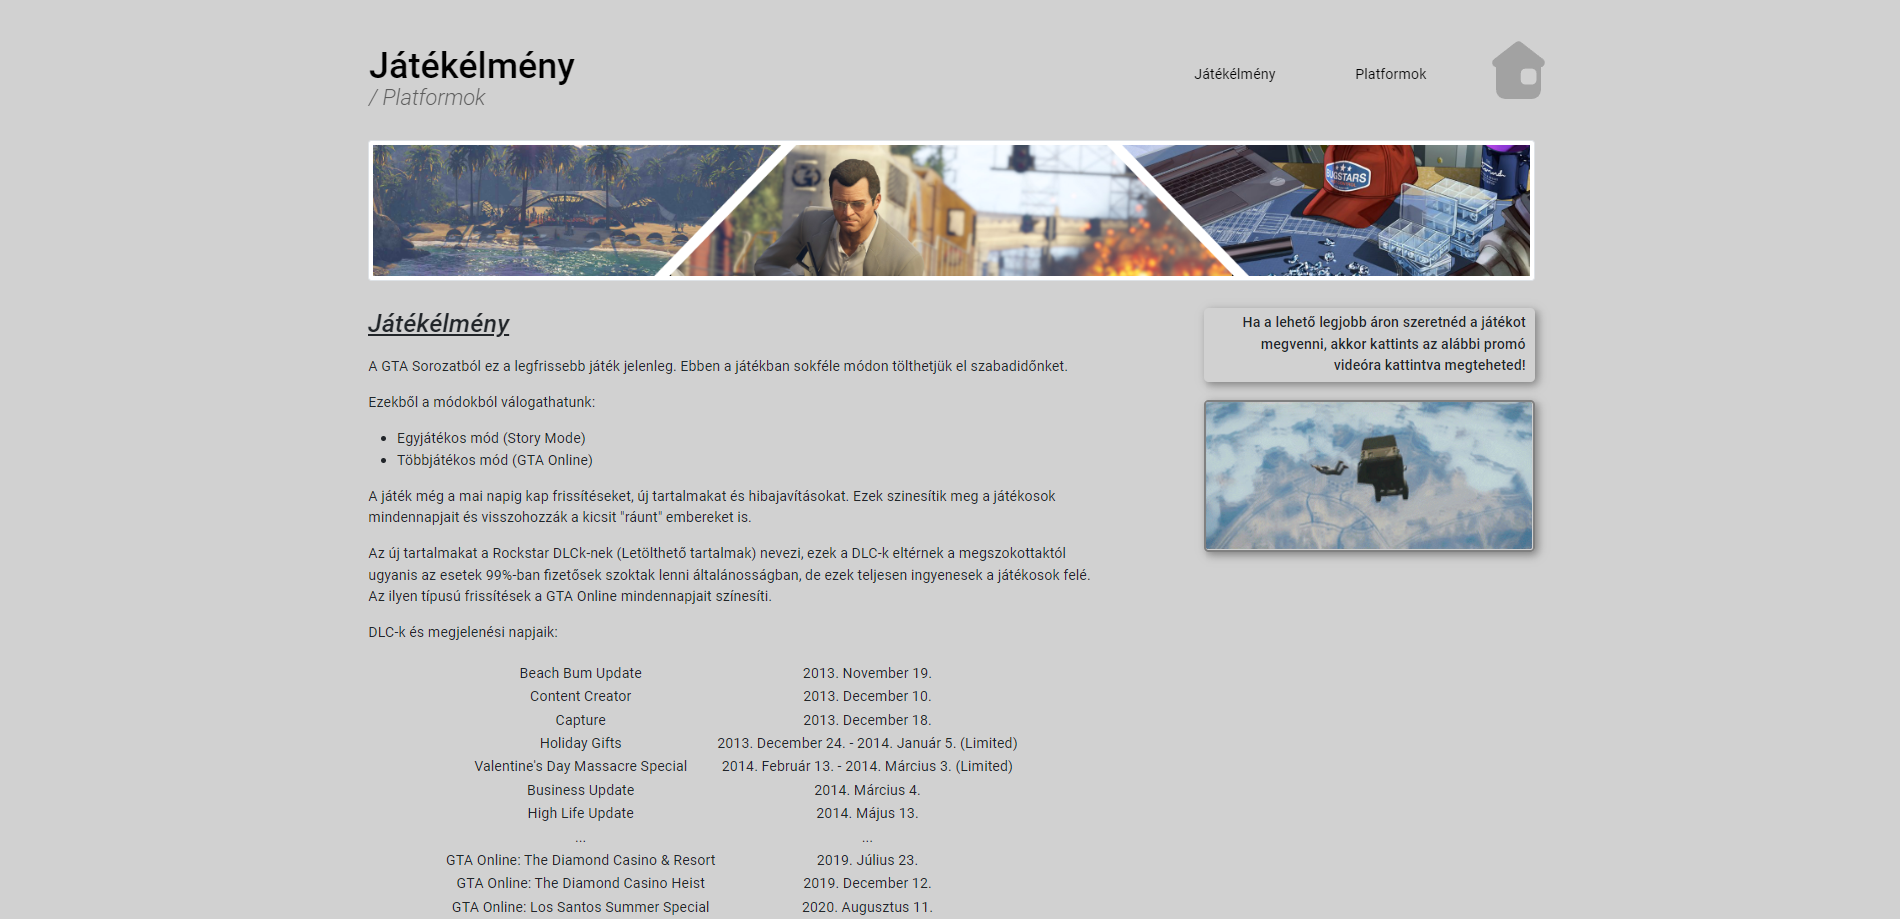 Játékélmény
/ Platformok
Játékélmény
Platformok
BUGSTARS
Játékélmény
A GTA Sorozatból ez a legfrissebb játék jelenleg. Ebben a játékban sokféle módon tölthetjük el szabadidőnket.
Ezekből a módokból válogathatunk:
Egyjátékos mód (Story Mode)
Többjátékos mód (GTA Online)
A játék még a mai napig kap frissítéseket, új tartalmakat és hibajavításokat. Ezek szinesítik meg a játékosok
mindennapjait és visszohozzák a kicsit "ráunt" embereket is.
Az új tartalmakat a Rockstar DLCk-nek (Letölthető tartalmak) nevezi, ezek a DLC-k eltérnek a megszokottaktól
ugyanis az esetek 99%-ban fizetősek szoktak lenni általánosságban, de ezek teljesen ingyenesek a játékosok felé.
Az ilyen típusú frissítések a GTA Online mindennapjait színesíti.
DLC-k és megjelenési napjaik:
Beach Bum Update 2013. November 19.
Content Creator 2013. December 10.
Capture 2013. December 18.
Holiday Gifts 2013. December 24. - 2014. Január 5. (Limited)
Valentine's Day Massacre Special 2014. Február 13. - 2014. Március 3. (Limited)
Business Update 2014. Március 4.
High Life Update 2014. Május 13.
... ...
GTA Online: The Diamond Casino & Resort 2019. Július 23.
GTA Online: The Diamond Casino Heist 2019. December 12.
GTA Online: Los Santos Summer Special 2020. Augusztus 11.
Ha a lehető legjobb áron szeretnéd a játékot
megvenni, akkor kattints az alábbi promó
videóra kattintva megteheted!